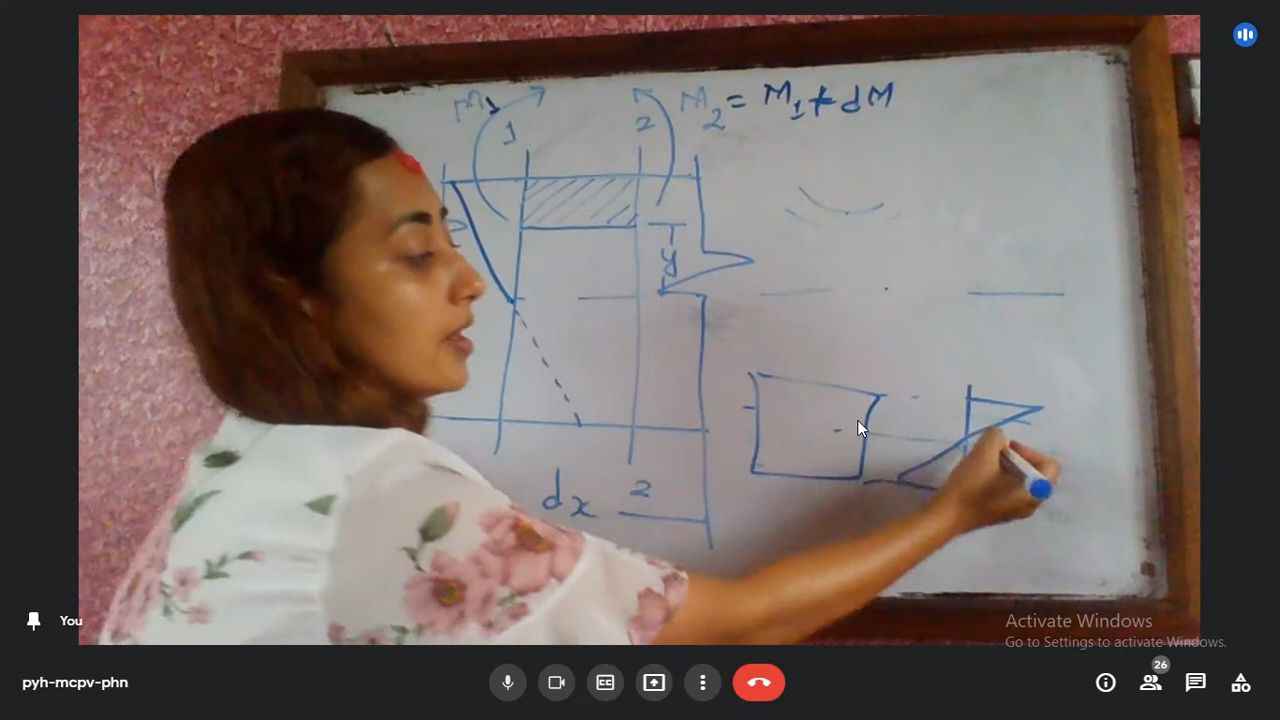 M₁ M₂ = M₁ + dM
1 2
y
dx 2
You
Activate Windows
Go to Settings to activate Windows.
pyh-mcpv-phn
CC
26